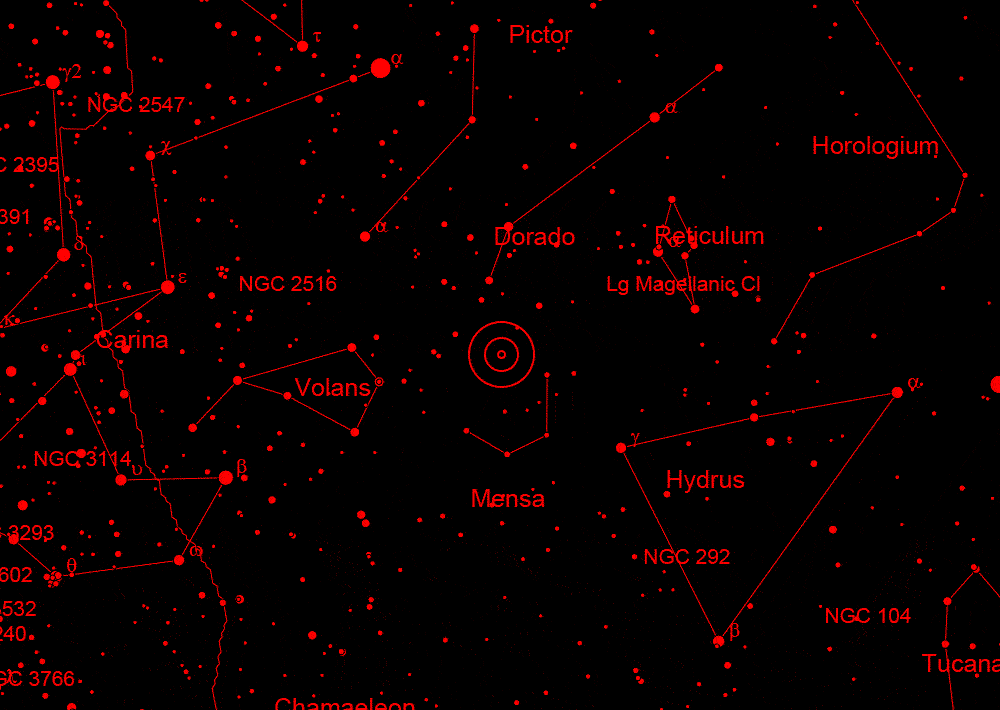 τ
Pictor
α
γ2
α
NGC 2547
Horologium
χ
C 2395
391
α
Dorado
Reticulum
α
δ
ε
NGC 2516
Lg Magellanic Cl
κ
Carina
ι
Volans
α
γ
NGC 3114
υ
β
Hydrus
Mensa
3293
ω
NGC 292
θ
602
532
NGC 104
240
β
Tucana
GC 3766
Chamaeleon